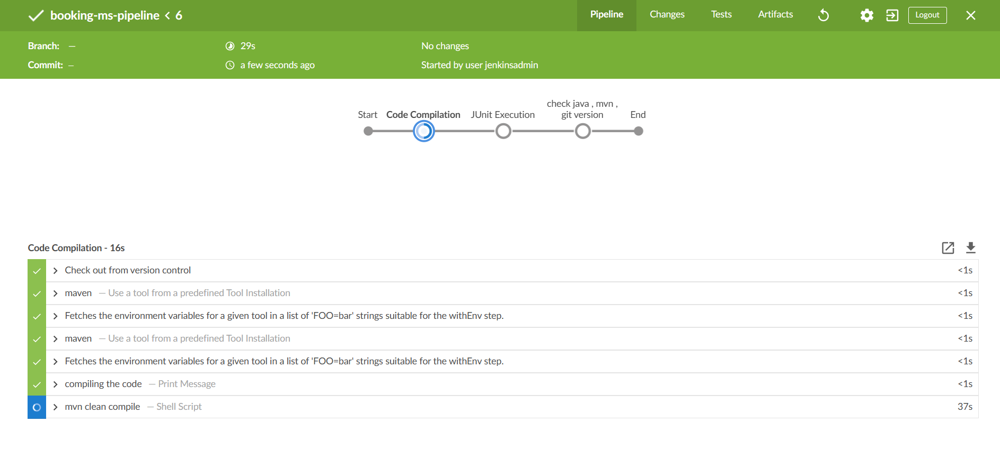 booking-ms-pipeline < 6
Pipeline Changes Tests Artifacts Logout
Branch: — 29s No changes
Commit: – a few seconds ago Started by user jenkinsadmin
Start Code Compilation JUnit Execution check java , mvn , git version End
Code Compilation - 16s
Check out from version control <1s
maven — Use a tool from a predefined Tool Installation <1s
Fetches the environment variables for a given tool in a list of 'FOO=bar' strings suitable for the withEnv step. <1s
maven — Use a tool from a predefined Tool Installation <1s
Fetches the environment variables for a given tool in a list of 'FOO=bar' strings suitable for the withEnv step. <1s
compiling the code — Print Message <1s
mvn clean compile — Shell Script 37s